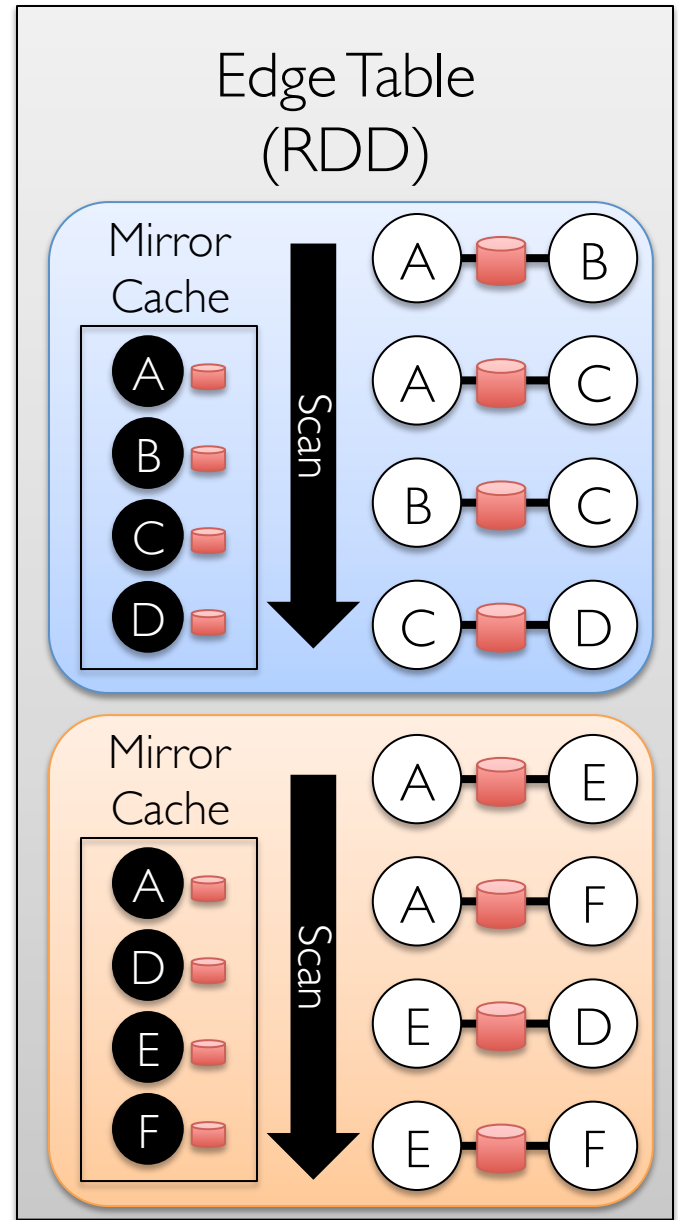 Edge Table
(RDD)
Mirror
Cache
A
B
C
D
Scan
A B
A C
B C
C D
Mirror
Cache
A
D
E
F
Scan
A E
A F
E D
E F